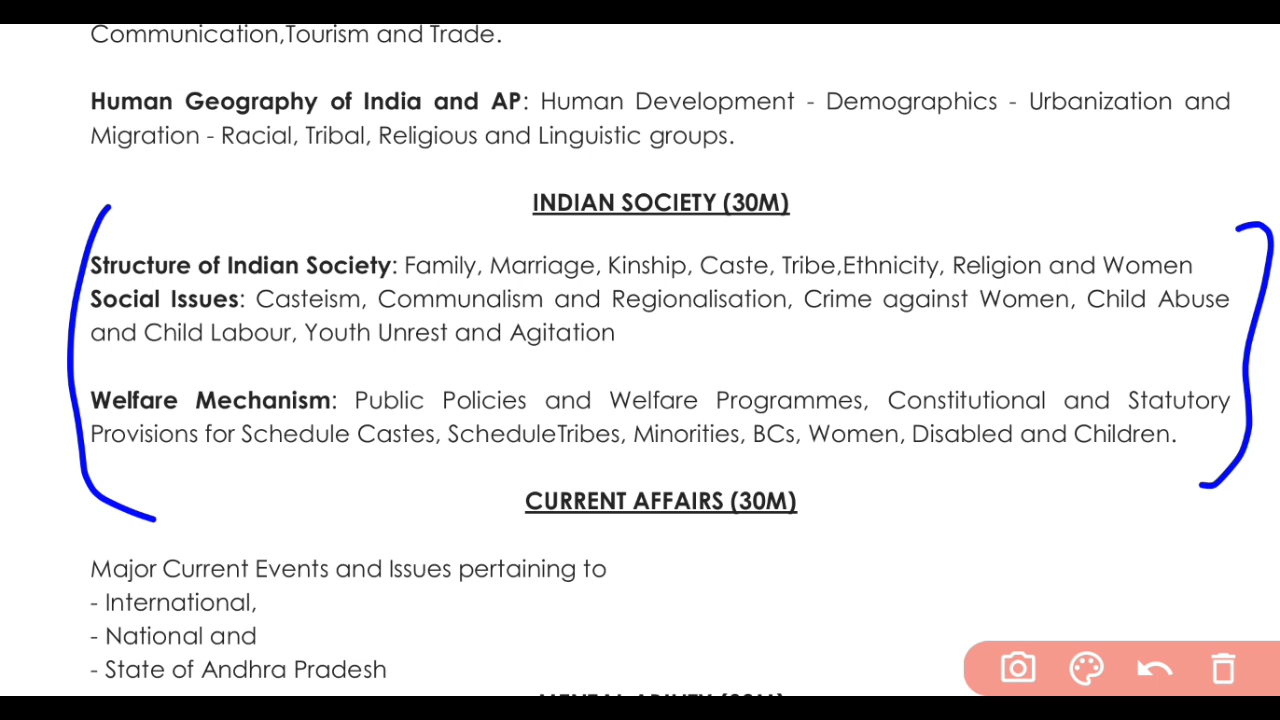 Communication,Tourism and Trade.
Human Geography of India and AP: Human Development - Demographics - Urbanization and
Migration - Racial, Tribal, Religious and Linguistic groups.
INDIAN SOCIETY (30M)
Structure of Indian Society: Family, Marriage, Kinship, Caste, Tribe,Ethnicity, Religion and Women
Social Issues: Casteism, Communalism and Regionalisation, Crime against Women, Child Abuse
and Child Labour, Youth Unrest and Agitation
Welfare Mechanism: Public Policies and Welfare Programmes, Constitutional and Statutory
Provisions for Schedule Castes, ScheduleTribes, Minorities, BCs, Women, Disabled and Children.
CURRENT AFFAIRS (30M)
Major Current Events and Issues pertaining to
- International,
- National and
- State of Andhra Pradesh